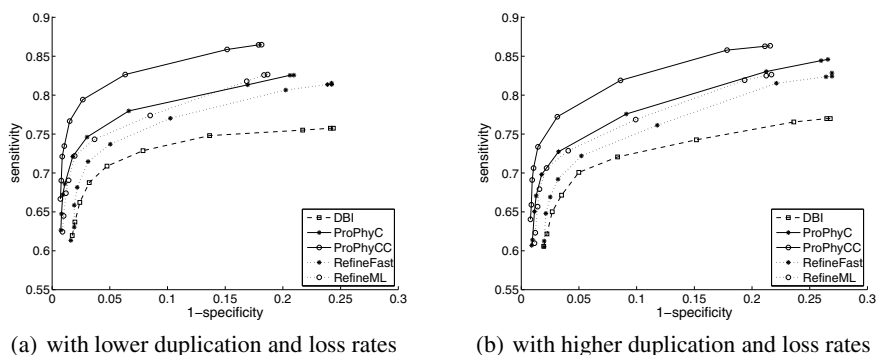 0.9
0.85
0.8
0.75
0.7
0.65
0.6
0.55
sensitivity
0
0.05
0.1
0.15
0.2
0.25
0.3
1−specificity
DBI
ProPhyC
ProPhyCC
RefineFast
RefineML
(a) with lower duplication and loss rates
0.9
0.85
0.8
0.75
0.7
0.65
0.6
0.55
sensitivity
0
0.05
0.1
0.15
0.2
0.25
0.3
1−specificity
DBI
ProPhyC
ProPhyCC
RefineFast
RefineML
(b) with higher duplication and loss rates